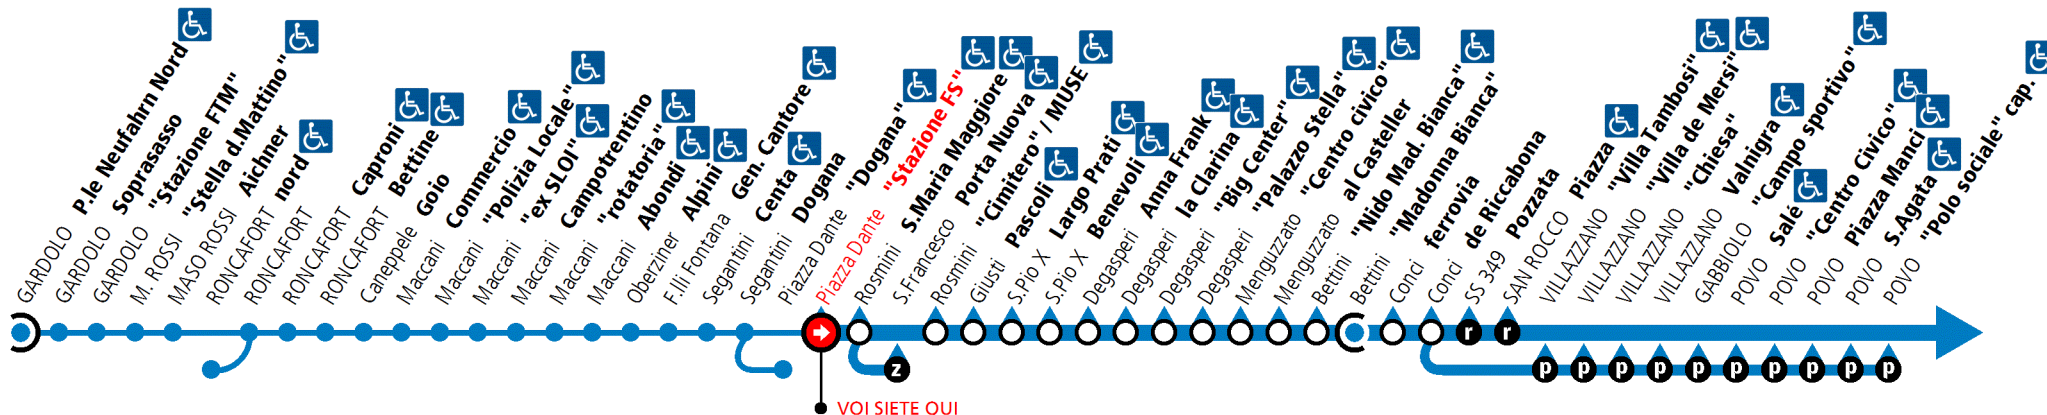 GARDOLO P.le Neufahrn Nord
GARDOLO Soprasasso
GARDOLO "Stazione FTM"
M. ROSSI "Stella d.Mattino"
MASO ROSSI Aichner
RONCAFORT nord
RONCAFORT
RONCAFORT Caproni
RONCAFORT Bettine
Caneppele Goio
Maccani Commercio
Maccani "Polizia Locale"
Maccani "ex SLOI"
Maccani Campotrentino
Maccani "rotatoria"
Maccani Abondi
Oberziner Alpini
F.lli Fontana Gen. Cantore
Segantini Centa
Segantini Dogana
Piazza Dante "Dogana"
Piazza Dante "Stazione FS"
Rosmini S.Maria Maggiore
S.Francesco Porta Nuova
Rosmini "Cimitero" / MUSE
Giusti Pascoli
S.Pio X Largo Prati
S.Pio X Benevoli
Degasperi Anna Frank
Degasperi la Clarina
Degasperi "Big Center"
Degasperi "Palazzo Stella"
Menguzzato "Centro civico"
Menguzzato al Casteller
Bettini "Nido Mad. Bianca"
Bettini "Madonna Bianca"
Conci ferrovia
Conci de Riccabona
SS 349 Pozzata
SAN ROCCO Piazza
VILLAZZANO "Villa Tambosi"
VILLAZZANO "Villa de Mersi"
VILLAZZANO "Chiesa"
VILLAZZANO Valnigra
GABBIOLO "Campo sportivo"
POVO Salé
POVO "Centro Civico"
POVO Piazza Manci
POVO S.Agata
POVO "Polo sociale" cap.
r r
z p p p p p p p p p p
VOI SIETE QUI